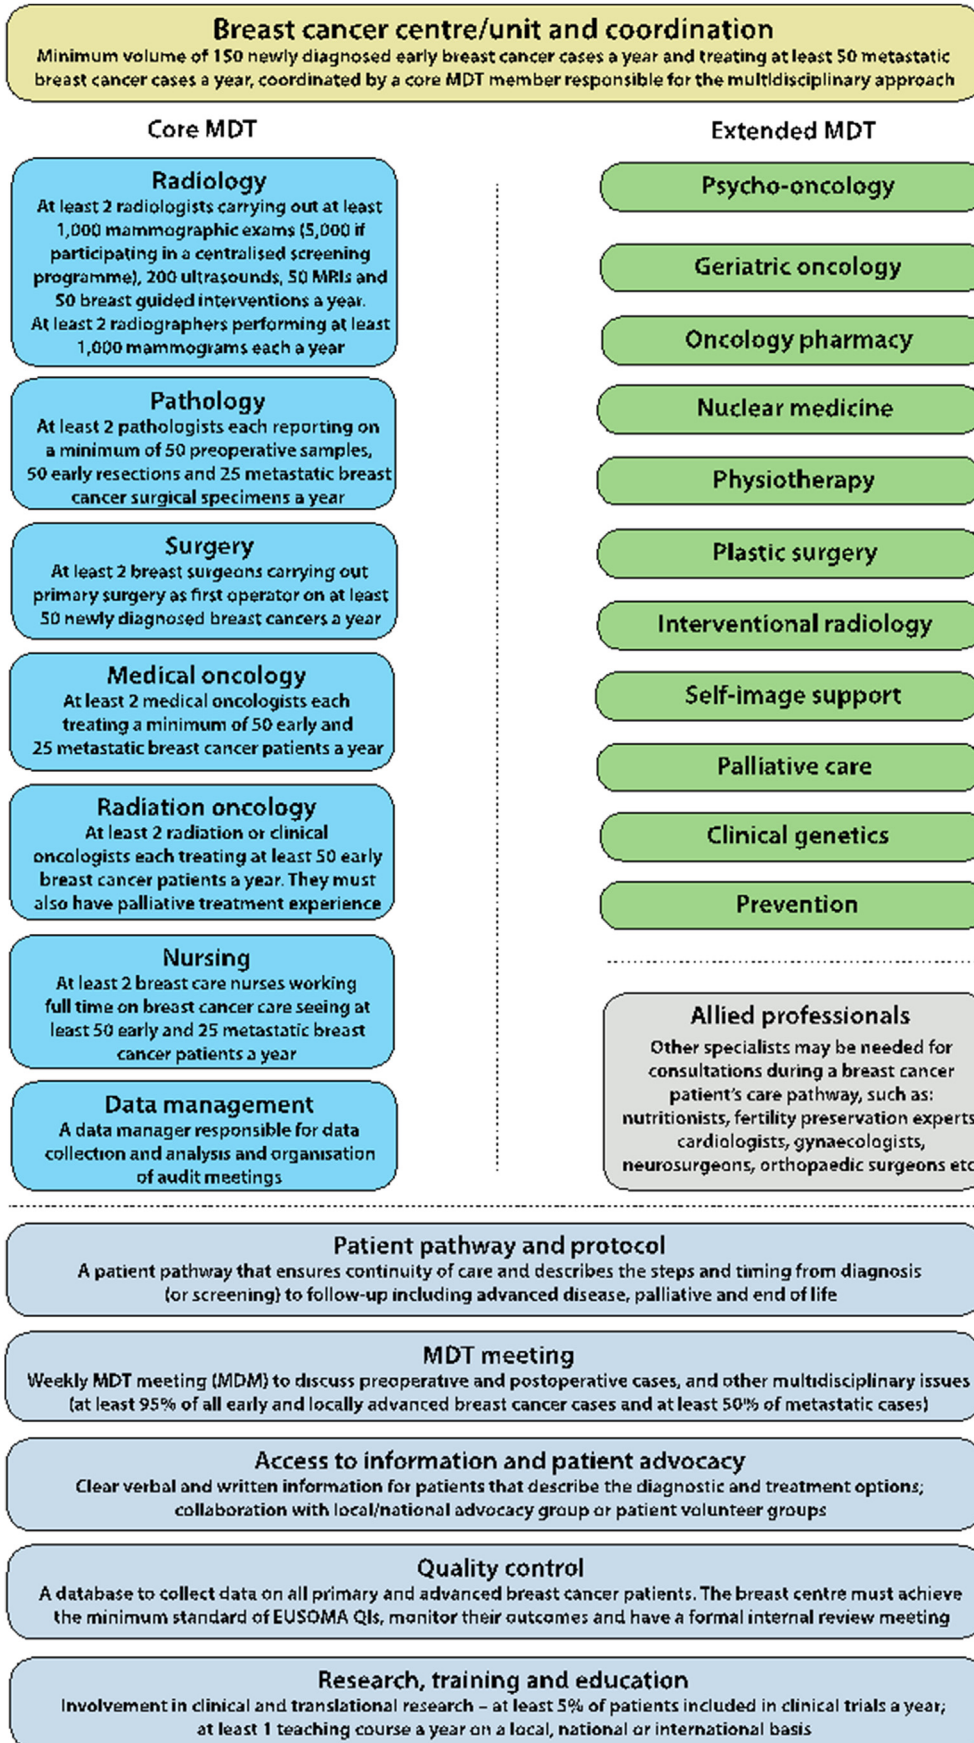 Breast cancer centre/unit and coordination
Minimum volume of 150 newly diagnosed early breast cancer cases a year and treating at least 50 metastatic
breast cancer cases a year, coordinated by a core MDT member responsible for the multidisciplinary approach
Core MDT
Radiology
At least 2 radiologists carrying out at least
1,000 mammographic exams (5,000 if
participating in a centralised screening
programme), 200 ultrasounds, 50 MRIs and
50 breast guided interventions a year.
At least 2 radiographers performing at least
1,000 mammograms each a year
Pathology
At least 2 pathologists each reporting on
a minimum of 50 preoperative samples,
50 early resections and 25 metastatic breast
cancer surgical specimens a year
Surgery
At least 2 breast surgeons carrying out
primary surgery as first operator on at least
50 newly diagnosed breast cancers a year
Medical oncology
At least 2 medical oncologists each
treating a minimum of 50 early and
25 metastatic breast cancer patients a year
Radiation oncology
At least 2 radiation or clinical
oncologists each treating at least 50 early
breast cancer patients a year. They must
also have palliative treatment experience
Nursing
At least 2 breast care nurses working
full time on breast cancer care seeing at
least 50 early and 25 metastatic breast
cancer patients a year
Data management
A data manager responsible for data
collection and analysis and organisation
of audit meetings
Extended MDT
Psycho-oncology
Geriatric oncology
Oncology pharmacy
Nuclear medicine
Physiotherapy
Plastic surgery
Interventional radiology
Self-image support
Palliative care
Clinical genetics
Prevention
Allied professionals
Other specialists may be needed for
consultations during a breast cancer
patient's care pathway, such as:
nutritionists, fertility preservation experts
cardiologists, gynaecologists,
neurosurgeons, orthopaedic surgeons etc
Patient pathway and protocol
A patient pathway that ensures continuity of care and describes the steps and timing from diagnosis
(or screening) to follow-up including advanced disease, palliative and end of life
MDT meeting
Weekly MDT meeting (MDM) to discuss preoperative and postoperative cases, and other multidisciplinary issues
(at least 95% of all early and locally advanced breast cancer cases and at least 50% of metastatic cases)
Access to information and patient advocacy
Clear verbal and written information for patients that describe the diagnostic and treatment options;
collaboration with local/national advocacy group or patient volunteer groups
Quality control
A database to collect data on all primary and advanced breast cancer patients. The breast centre must achieve
the minimum standard of EUSOMA QIs, monitor their outcomes and have a formal internal review meeting
Research, training and education
Involvement in clinical and translational research – at least 5% of patients included in clinical trials a year;
at least 1 teaching course a year on a local, national or international basis